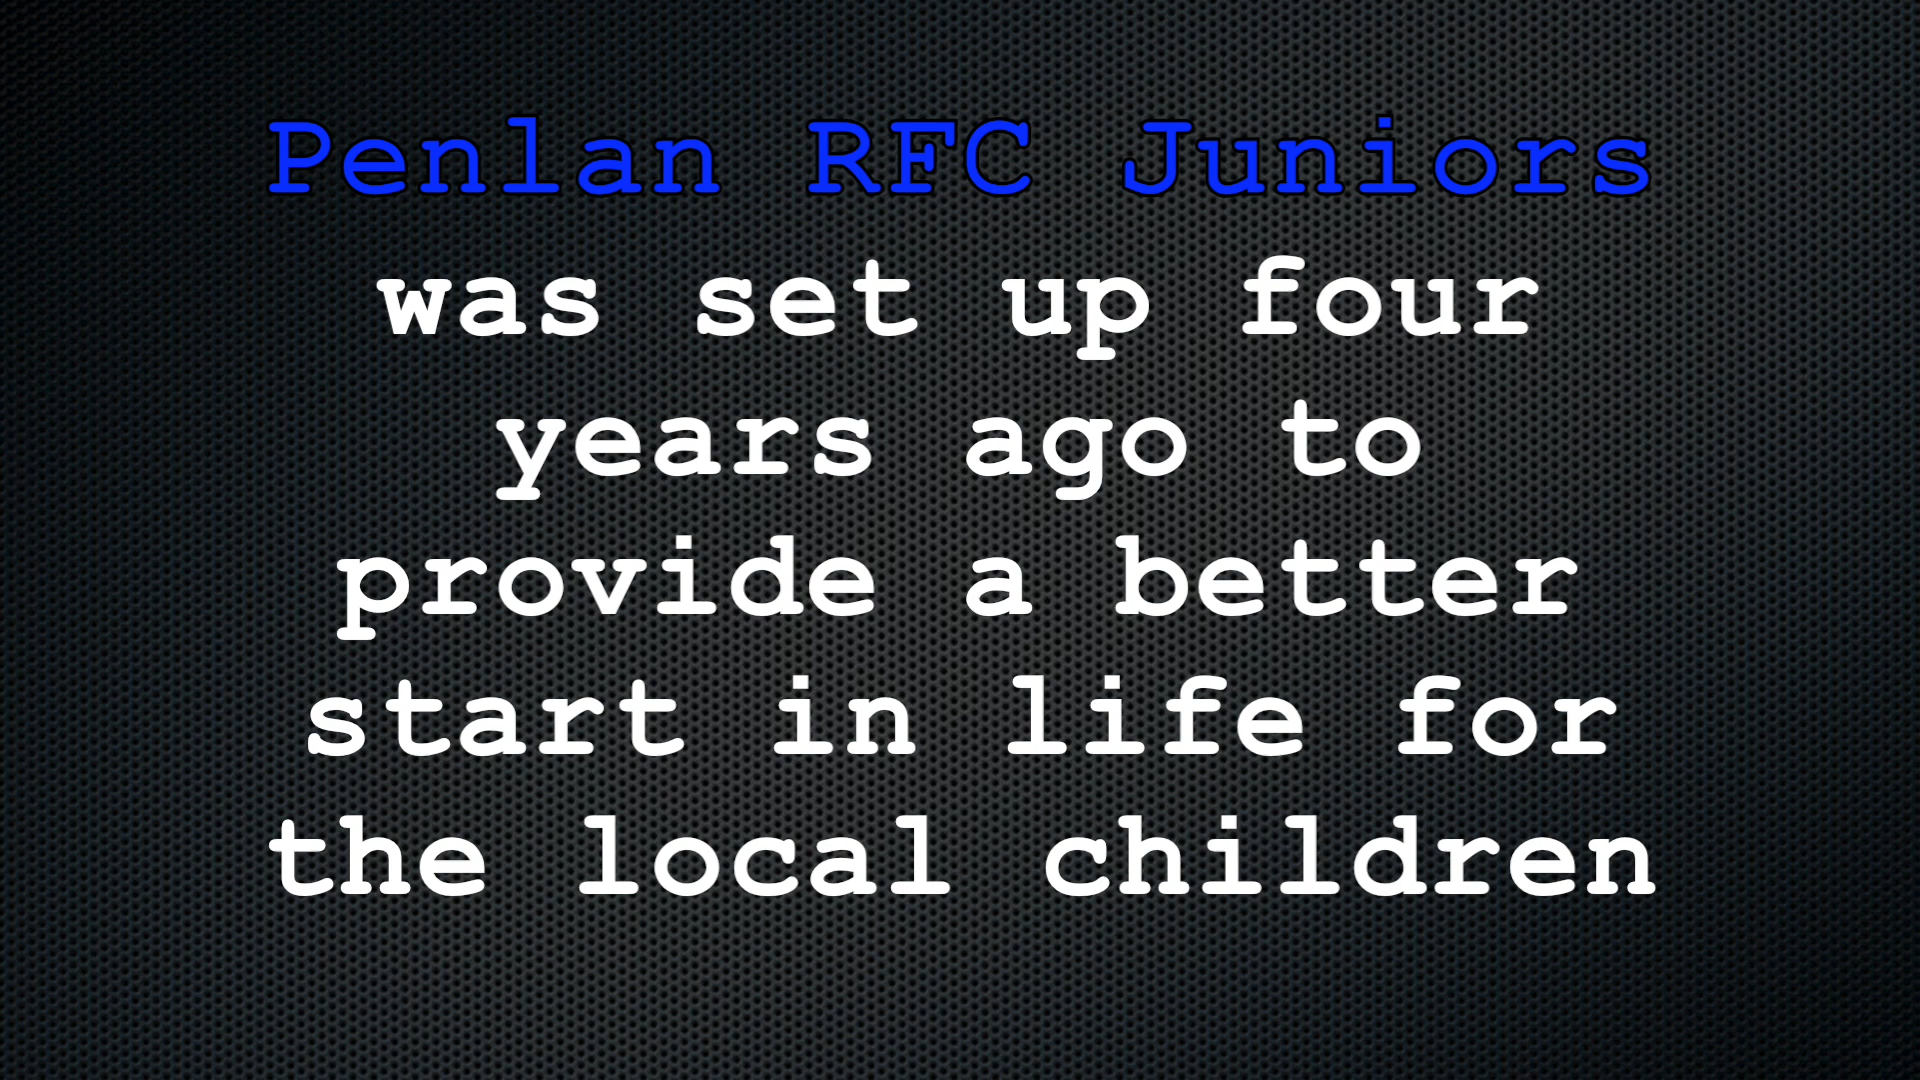 Penlan RFC Juniors
was set up four
years ago to
provide a better
start in life for
the local children